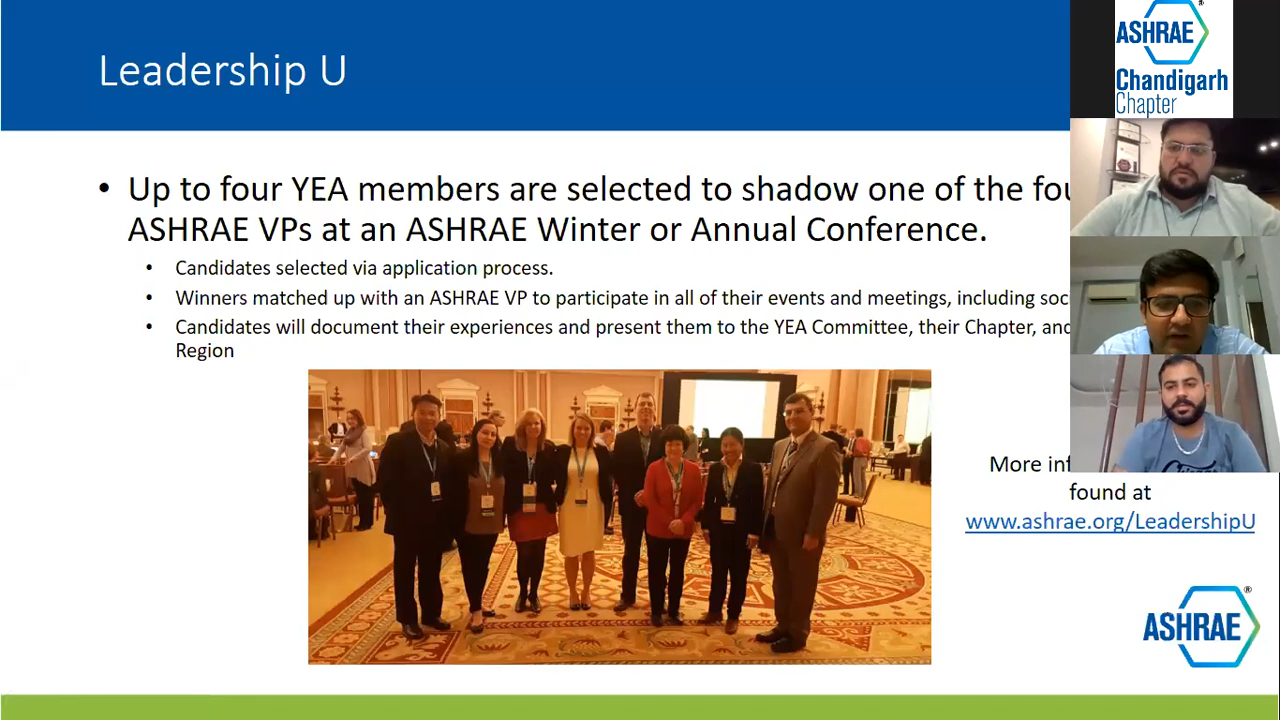 Leadership U
• Up to four YEA members are selected to shadow one of the
ASHRAE VPs at an ASHRAE Winter or Annual Conference.
• Candidates selected via application process.
• Winners matched up with an ASHRAE VP to participate in all of their events and meetings, including
• Candidates will document their experiences and present them to the YEA Committee, their Chapter, and
Region
More
found at
www.ashrae.org/LeadershipU
ASHRAE®
ASHRAE®
Chandigarh
Chapter